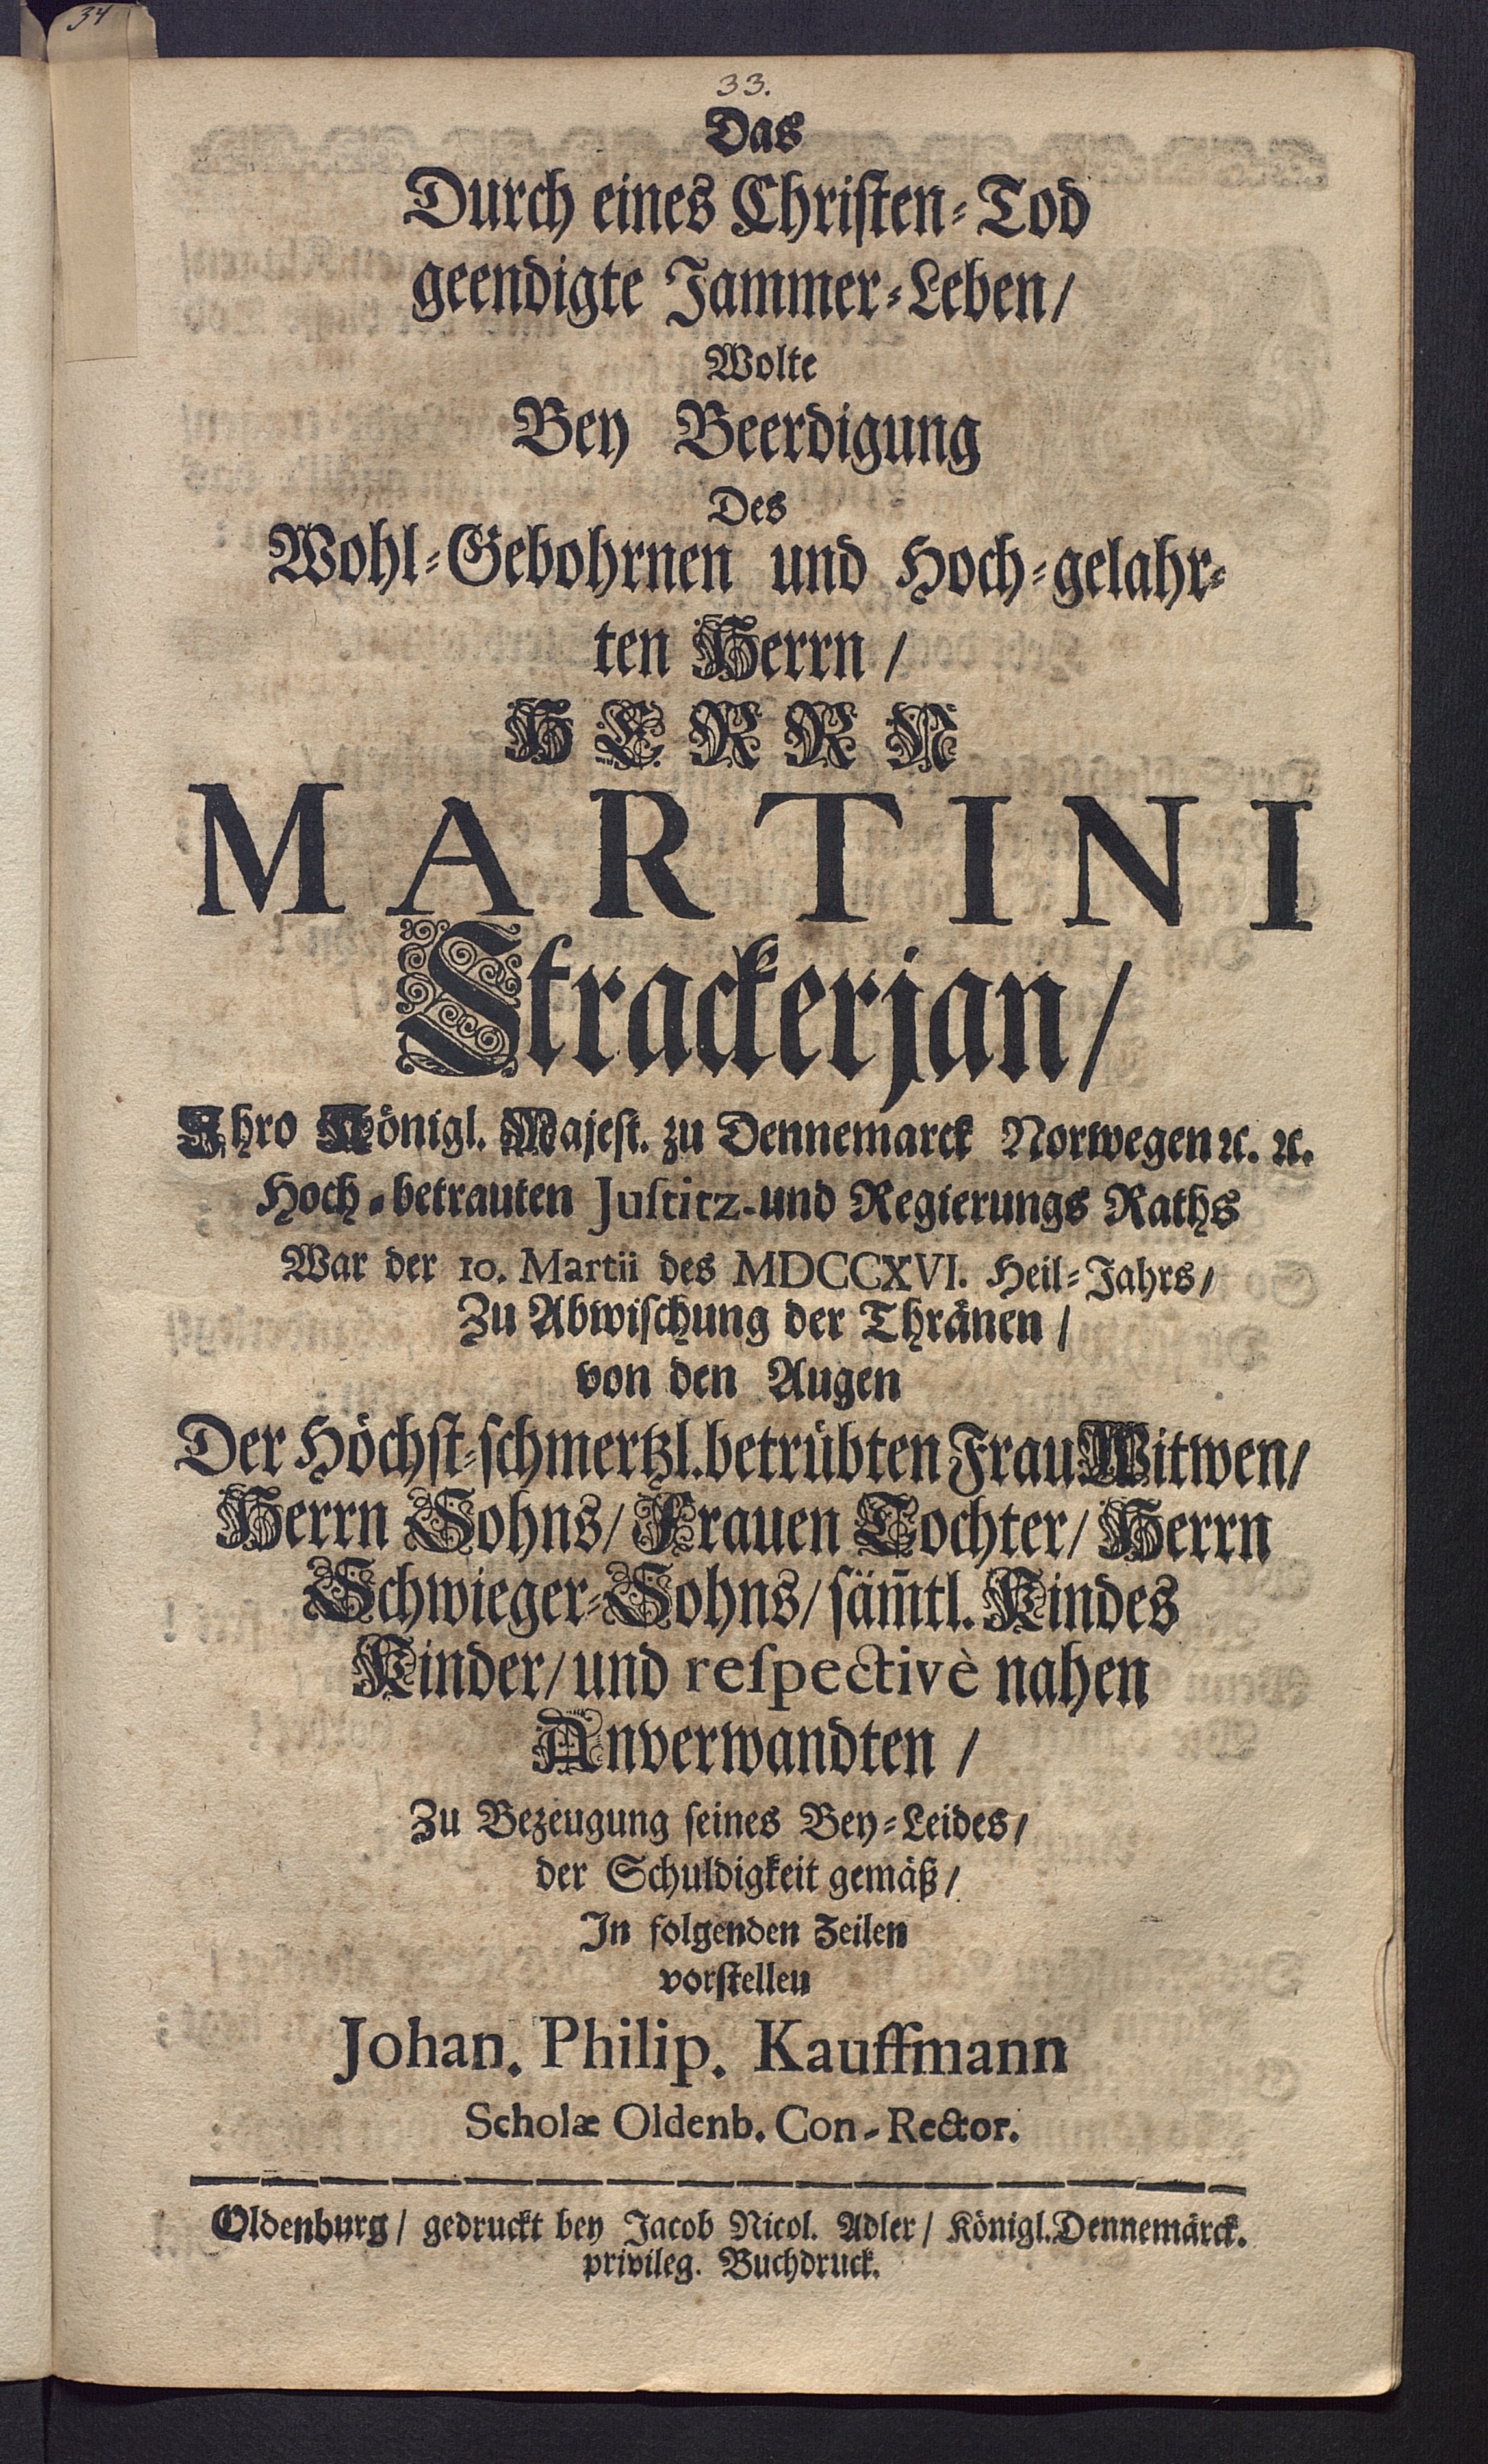 34
33.
Das
Durch eines Chriſten-Tod
geendigte Jammer-Leben/
Wolte
Bey Beerdigung
Des
Wohl-Gebohrnen und Hoch-gelahr-
ten Herrn/
HERRN
MARTINI
Strackerjan/
Ihro Königl. Majeſt. zu Dennemarck Norwegen ꝛc. ꝛc.
Hoch-betrauten Juſtitz-und Regierungs Raths
War der 10. Martii des MDCCXVI. Heil-Jahrs/
Zu Abwiſchung der Thränen/
von den Augen
Der Höchſt-ſchmertzl.betrübten Frau Witwen/
Herrn Sohns/ Frauen Tochter/ Herrn
Schwieger-Sohns/ ſäm̃tl. Kindes
Kinder/ und reſpectivè nahen
Anverwandten/
Zu Bezeugung ſeines Bey-Leides/
der Schuldigkeit gemäß/
In folgenden Zeilen
vorſtellen
Johan. Philip. Kauffmann
Scholæ Oldenb. Con-Rector.
Oldenburg/ gedruckt bey Jacob Nicol. Adler/ Königl. Dennemärck.
privileg. Buchdruck.